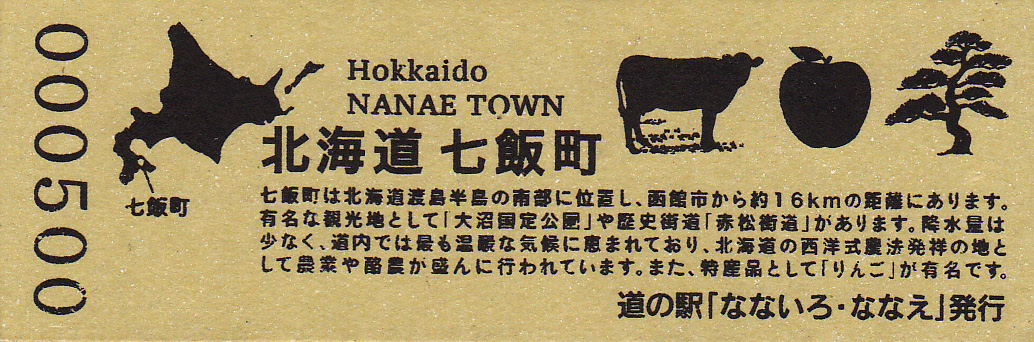 000500
Hokkaido
NANAE TOWN
北海道 七飯町
七飯町
七飯町は北海道渡島半島の南部に位置し、函館市から約16kmの距離にあります。
有名な観光地として「大沼国定公園」や歴史街道「赤松街道」があります。降水量は
少なく、道内では最も温暖な気候に恵まれており、北海道の西洋式農法発祥の地と
して農業や酪農が盛んに行われています。また、特産品として「りんご」が有名です。
道の駅「なないろ・ななえ」発行